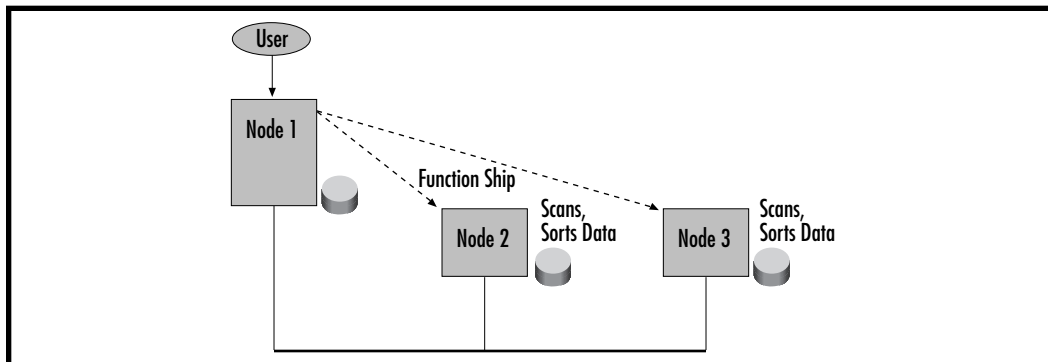 User
Node 1
Function Ship
Scans,
Sorts Data
Node 2
Scans,
Sorts Data
Node 3